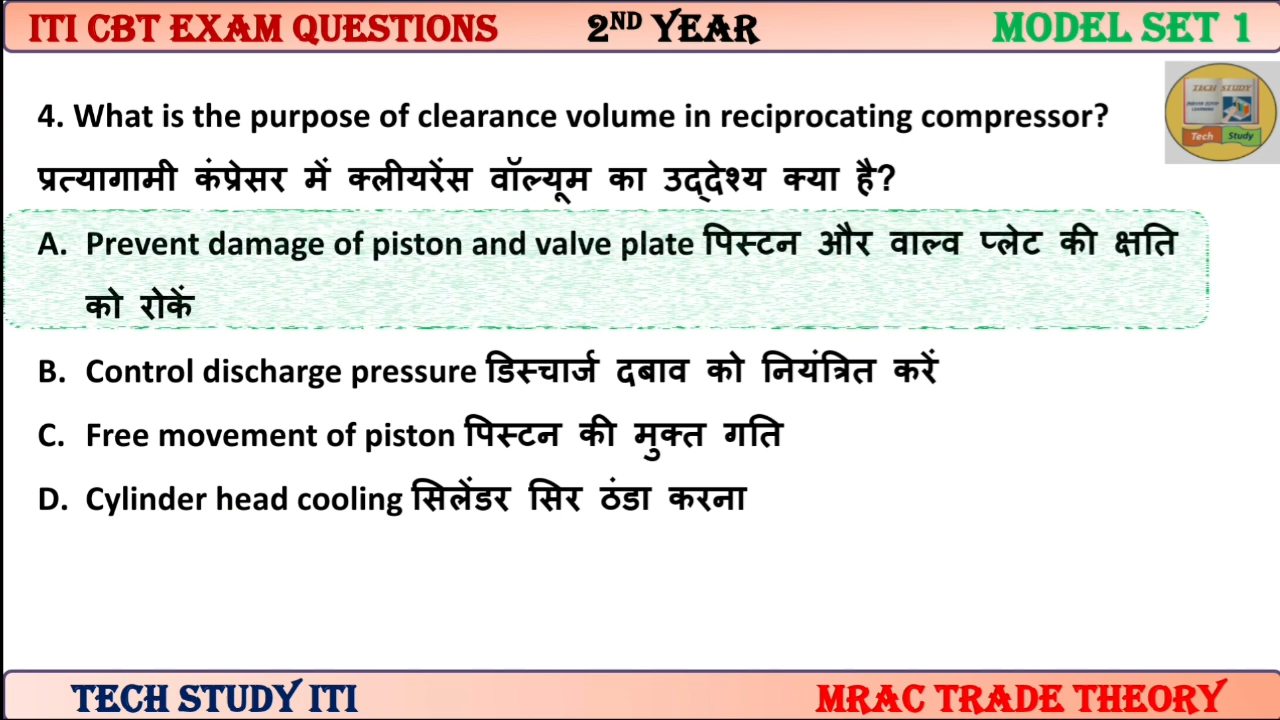 ITI CBT EXAM QUESTIONS 2ND YEAR MODEL SET 1
TECH STUDY
Tech Study
4. What is the purpose of clearance volume in reciprocating compressor?
प्रत्यागामी कंप्रेसर में क्लीयरेंस वॉल्यूम का उद्देश्य क्या है?
A. Prevent damage of piston and valve plate पिस्टन और वाल्व प्लेट की क्षति
को रोकें
B. Control discharge pressure डिस्चार्ज दबाव को नियंत्रित करें
C. Free movement of piston पिस्टन की मुक्त गति
D. Cylinder head cooling सिलेंडर सिर ठंडा करना
TECH STUDY ITI MRAC TRADE THEORY